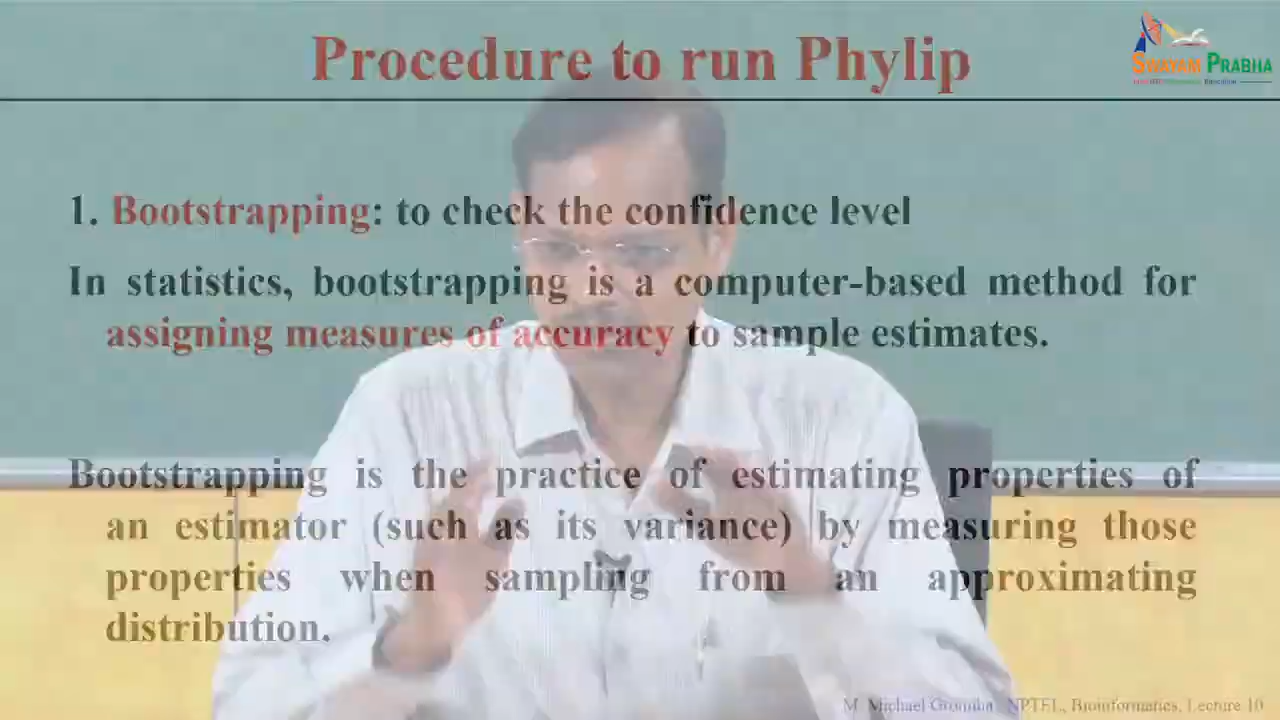 Procedure to run Phylip
SWAYAM PRABHA
1. Bootstrapping: to check the confidence level
In statistics, bootstrapping is a computer-based method for
assigning measures of accuracy to sample estimates.
Bootstrapping is the practice of estimating properties of
an estimator (such as its variance) by measuring those
properties when sampling from an approximating
distribution.
M. Michael Gromiha, NPTEL, Bioinformatics, Lecture 10